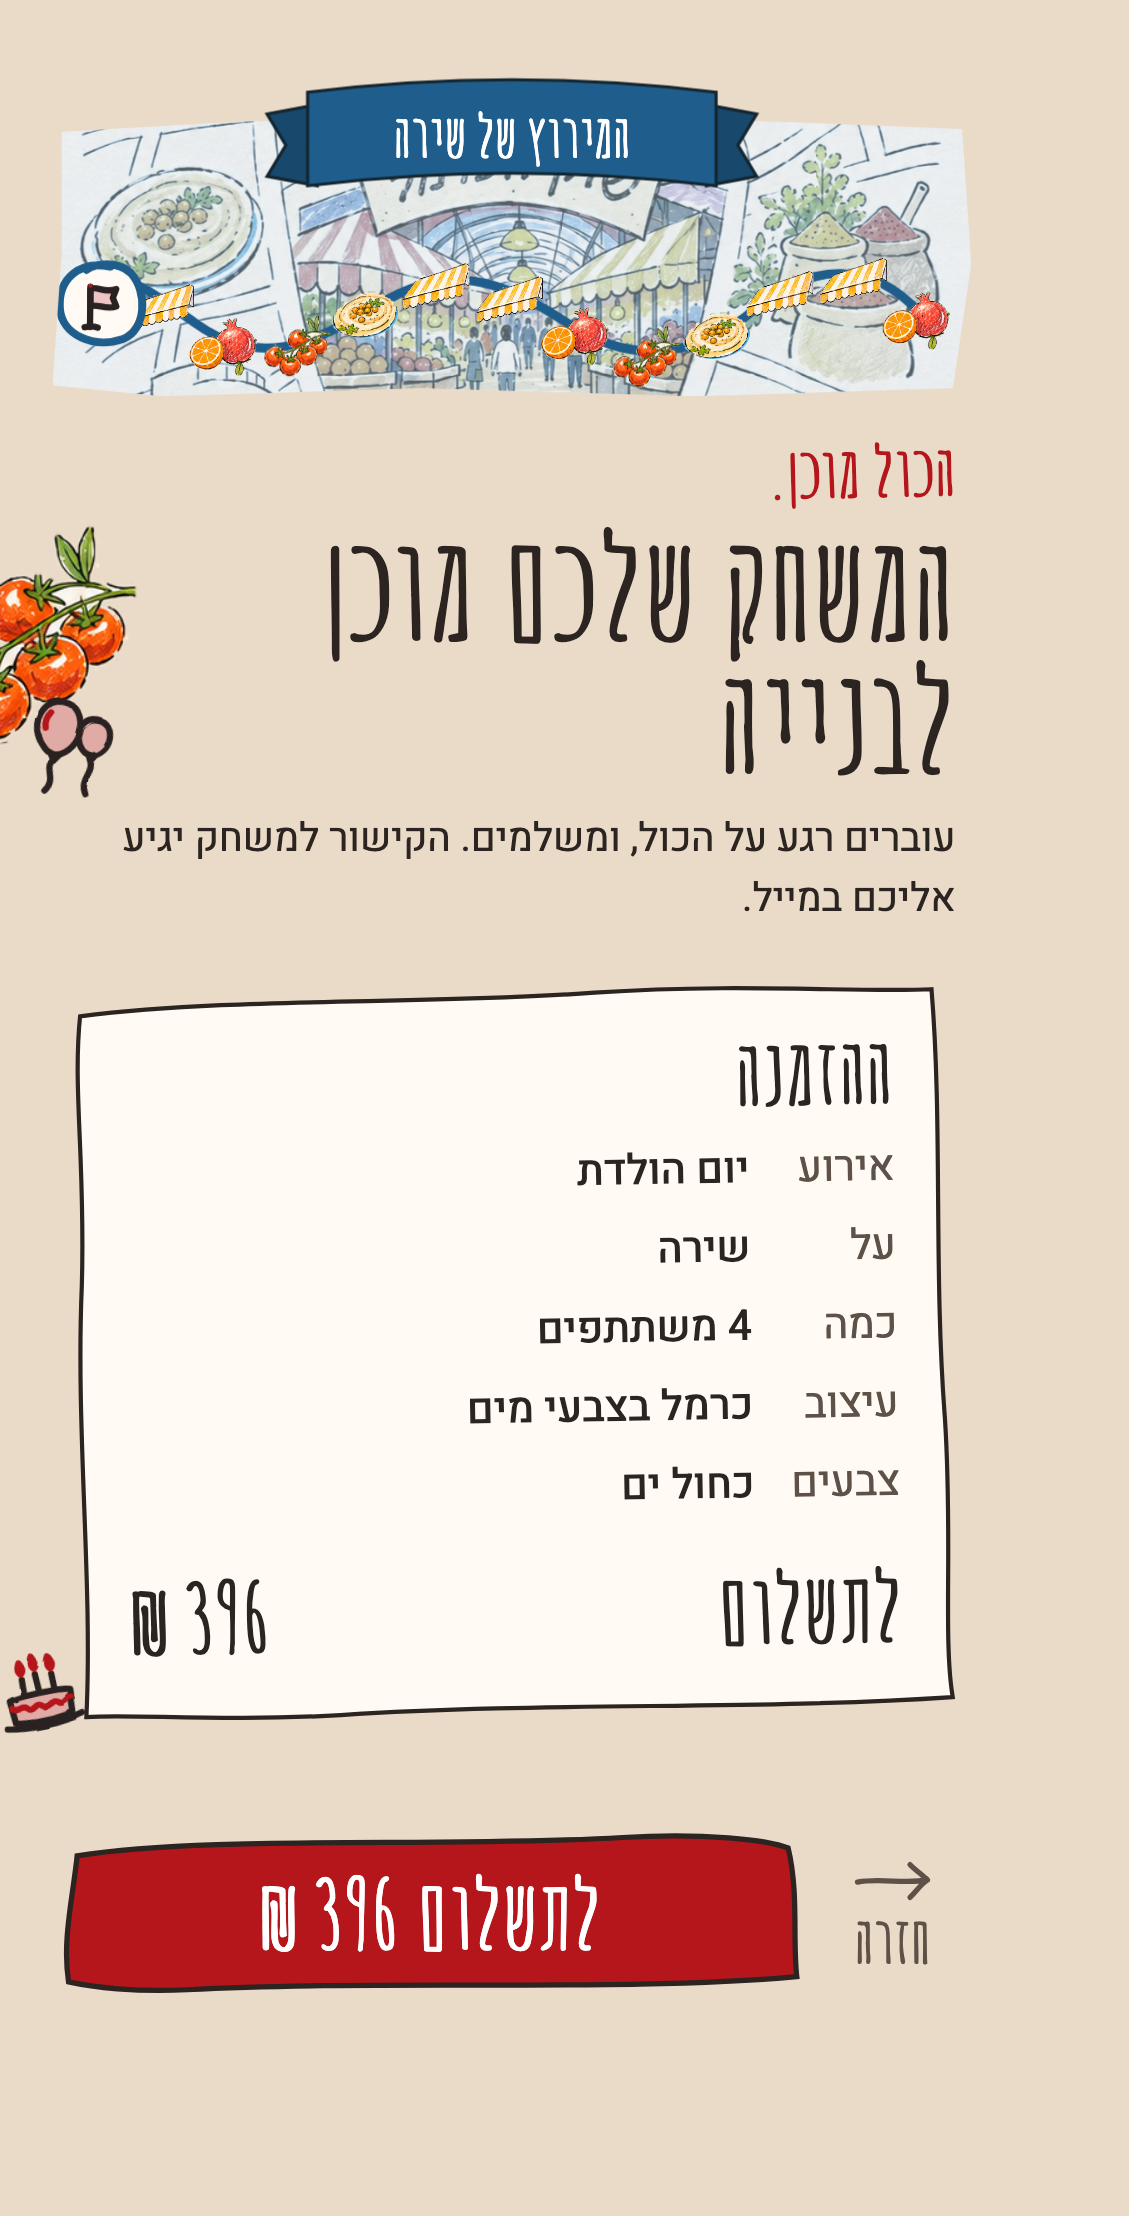 המירוץ של שירה
הכול מוכן.
המשחק שלכם מוכן
לבנייה
עוברים רגע על הכול, ומשלמים. הקישור למשחק יגיע
אליכם במייל.
ההזמנה
אירוע יום הולדת
על שירה
כמה 4 משתתפים
עיצוב כרמל בצבעי מים
צבעים כחול ים
לתשלום 396 ₪
לתשלום 396 ₪
חזרה